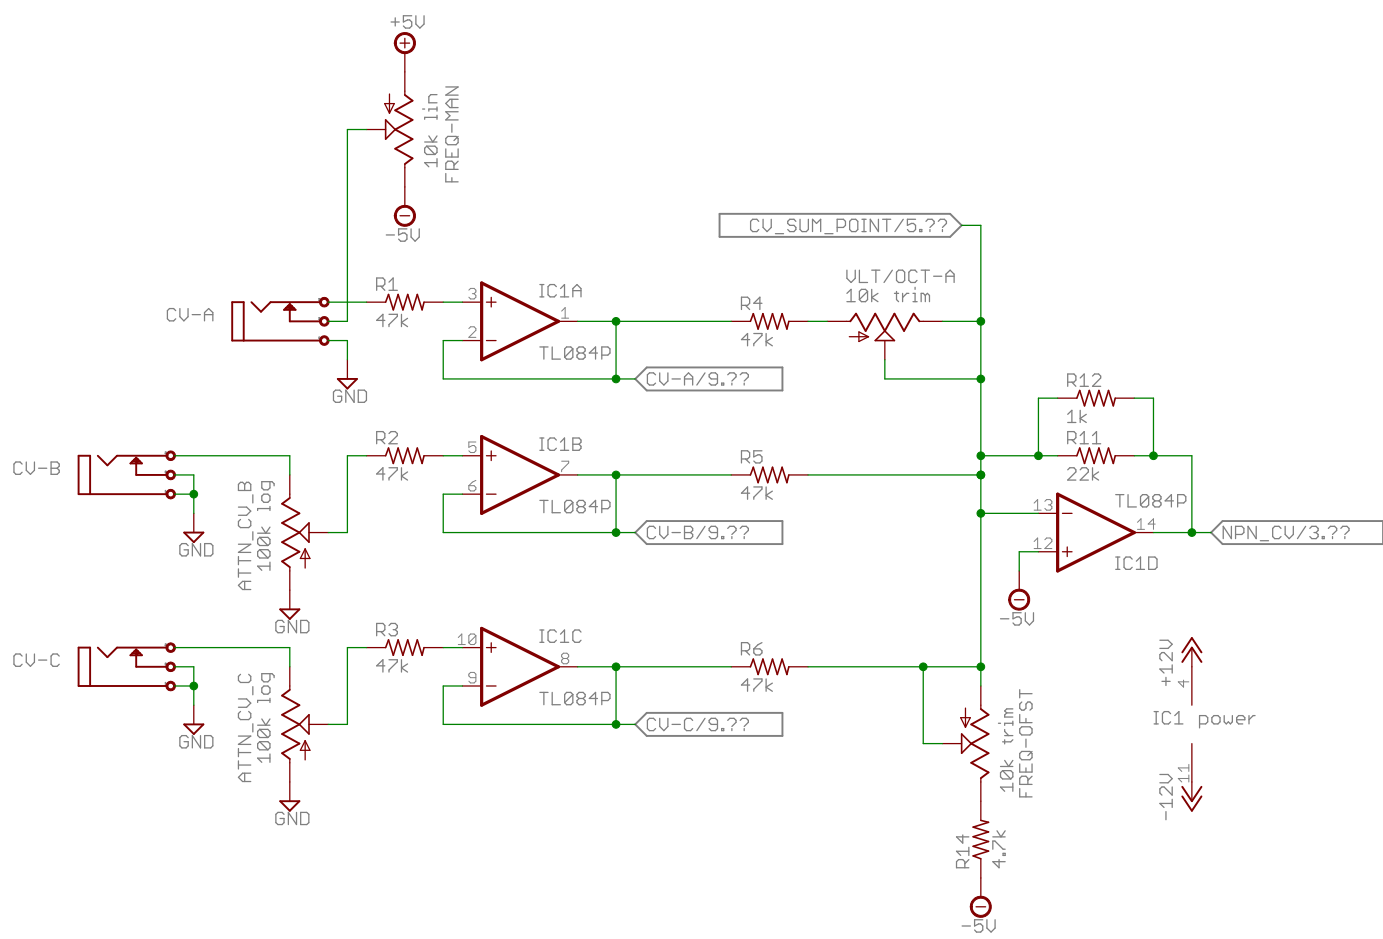 +5V
10k lin
FREQ-MAN
-5V
CV_SUM_POINT/5.??
CV-A
R1
47k
3
2
1
IC1A
TL084P
R4
47k
VLT/OCT-A
10k trim
GND
CV-A/9.??
R12
1k
R11
22k
CV-B
R2
47k
5
6
7
IC1B
TL084P
R5
47k
ATTN_CV_B
100k log
GND
CV-B/9.??
13
12
14
TL084P
IC1D
NPN_CV/3.??
-5V
GND
CV-C
R3
47k
10
9
8
IC1C
TL084P
R6
47k
ATTN_CV_C
100k log
GND
CV-C/9.??
10k trim
FREQ-OFST
+12V
4
IC1 power
11
-12V
GND
R14
4.7k
-5V